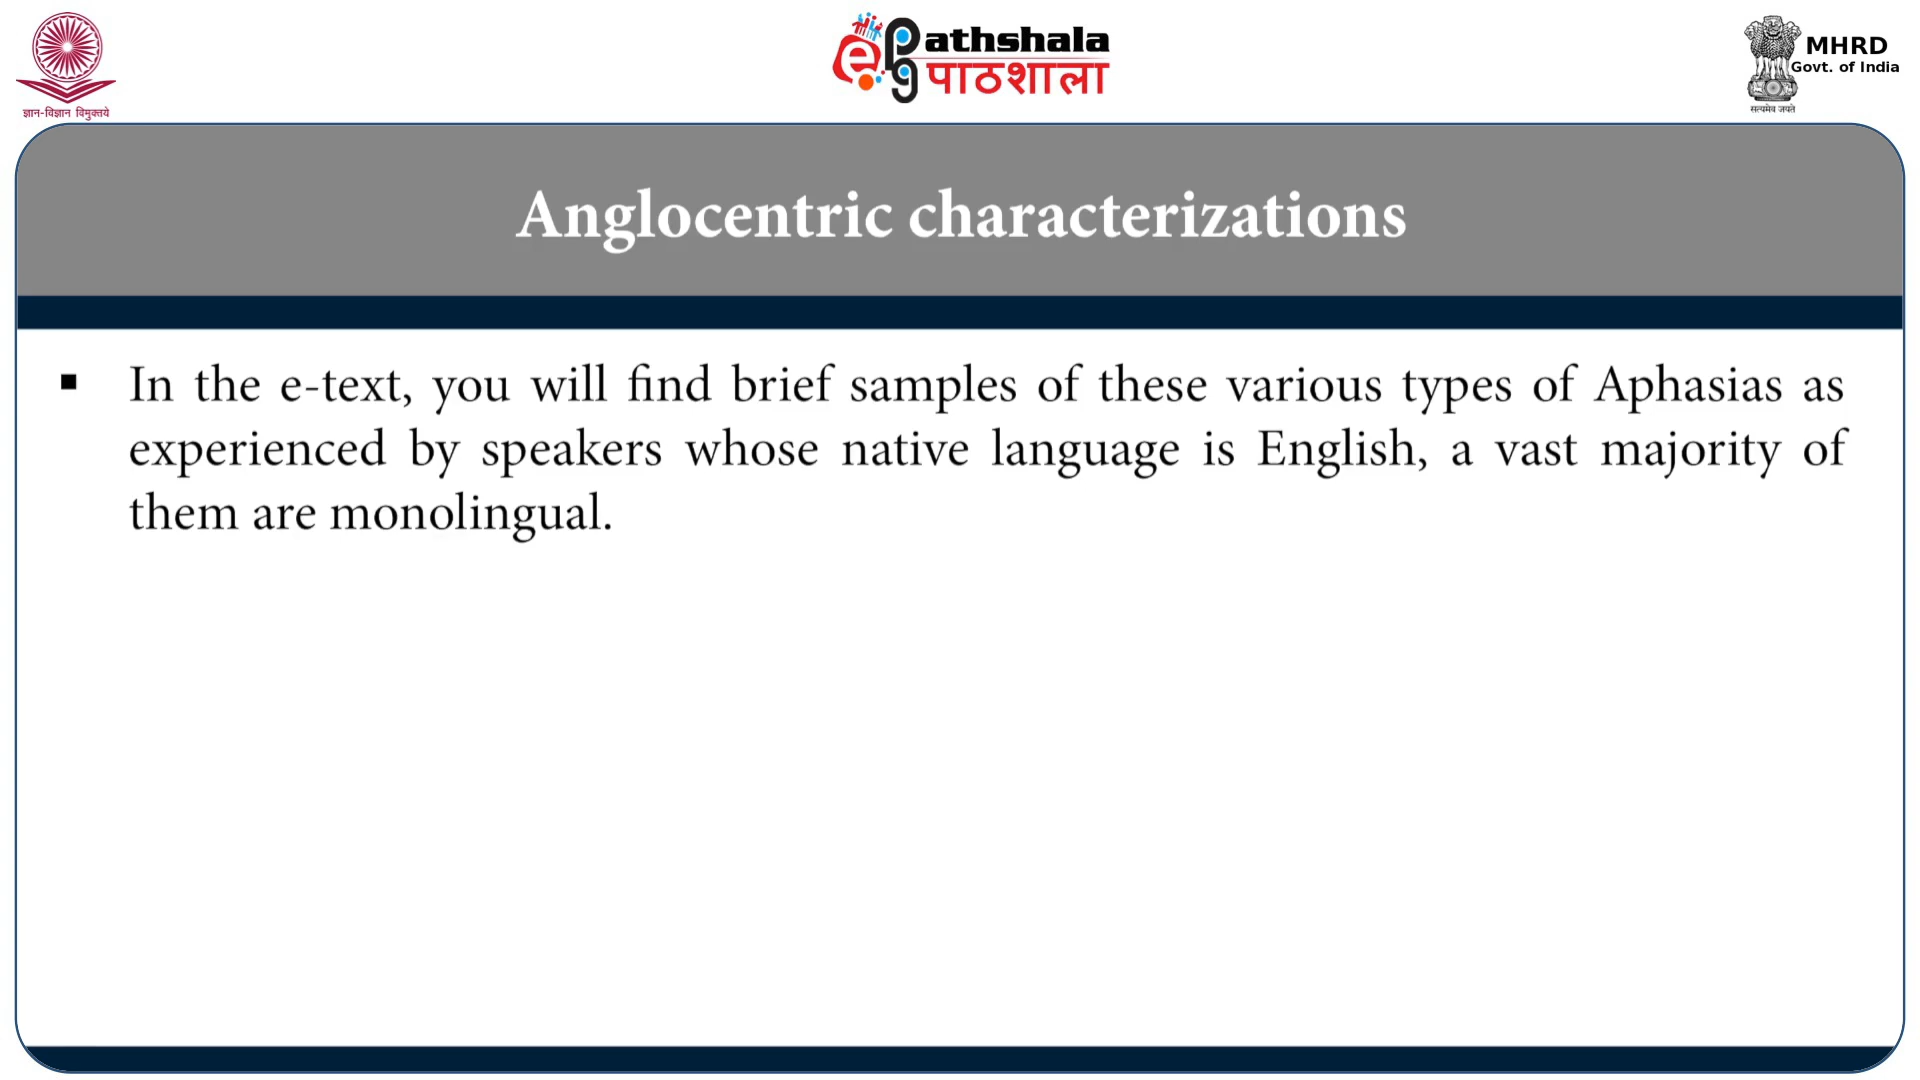 ज्ञान-विज्ञान विमुक्तये
ePathshala
पाठशाला
MHRD
Govt. of India
सत्यमेव जयते
Anglocentric characterizations
▪ In the e-text, you will find brief samples of these various types of Aphasias as
experienced by speakers whose native language is English, a vast majority of
them are monolingual.